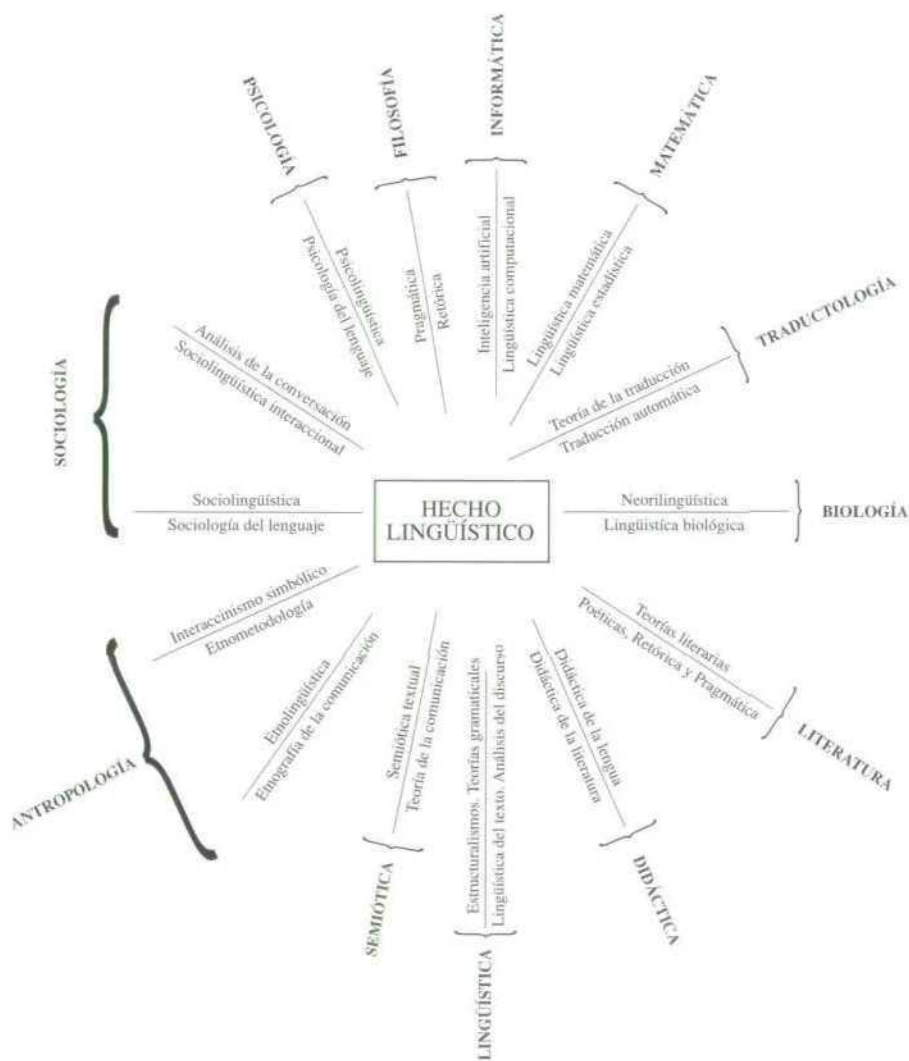 PSICOLOGÍA
Psicolingüística
Psicología del lenguaje
FILOSOFÍA
Pragmática
Retórica
INFORMÁTICA
Inteligencia artificial
Lingüística computacional
MATEMÁTICA
Lingüística matemática
Lingüística estadística
TRADUCTOLOGÍA
Teoría de la traducción
Traducción automática
SOCIOLOGÍA
Análisis de la conversación
Sociolingüística interaccional
Sociolingüística
Sociología del lenguaje
HECHO
LINGÜÍSTICO
Neorilingüística
Lingüistíca biológica
BIOLOGÍA
Teorías literarias
Poéticas, Retórica y Pragmática
LITERATURA
Didáctica de la lengua
Didáctica de la literatura
DIDÁCTICA
Estructuralismos. Teorías gramaticales
Lingüística del texto. Análisis del discurso
LINGÜÍSTICA
Semiótica textual
Teoría de la comunicación
SEMIÓTICA
Interaccinismo simbólico
Etnometodología
Etnolingüística
Etnografía de la comunicación
ANTROPOLOGÍA